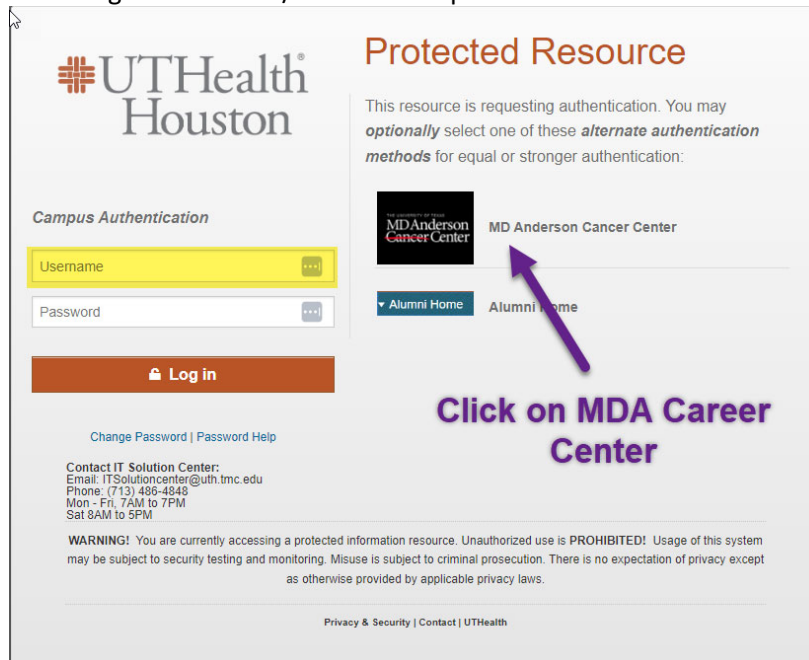 UTHealth®
Houston
Campus Authentication
Username
Password
Log in
Change Password | Password Help
Contact IT Solution Center:
Email: ITSolutioncenter@uth.tmc.edu
Phone: (713) 486-4848
Mon - Fri, 7AM to 7PM
Sat 8AM to 5PM
Protected Resource
This resource is requesting authentication. You may
optionally select one of these alternate authentication
methods for equal or stronger authentication:
THE UNIVERSITY OF TEXAS
MDAnderson
Cancer Center
MD Anderson Cancer Center
Alumni Home
Alumni Home
Click on MDA Career
Center
WARNING! You are currently accessing a protected information resource. Unauthorized use is PROHIBITED! Usage of this system
may be subject to security testing and monitoring. Misuse is subject to criminal prosecution. There is no expectation of privacy except
as otherwise provided by applicable privacy laws.
Privacy & Security | Contact | UTHealth